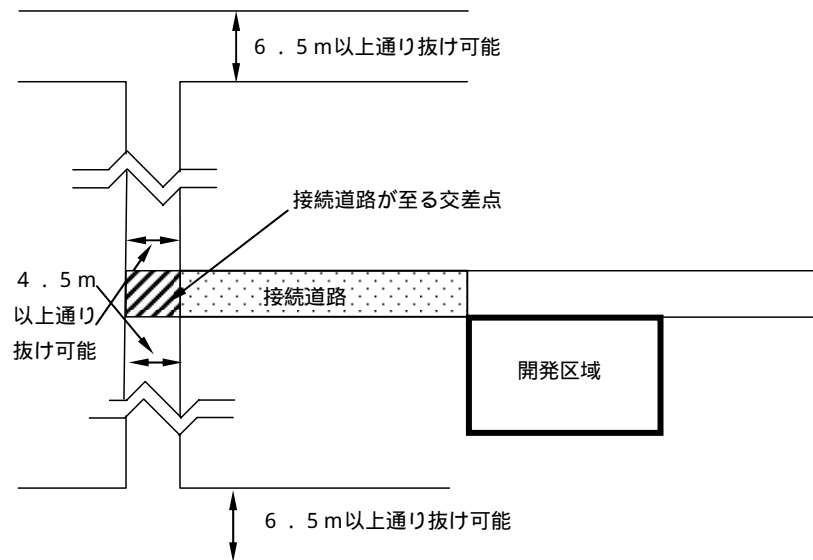 ６．５ｍ以上通り抜け可能
接続道路が至る交差点
４．５ｍ
以上通り
抜け可能
接続道路
開発区域
６．５ｍ以上通り抜け可能